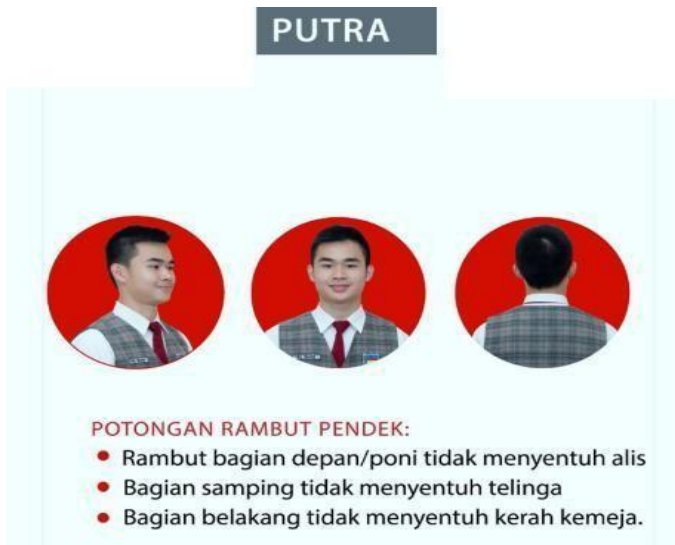 PUTRA
POTONGAN RAMBUT PENDEK:
Rambut bagian depan/poni tidak menyentuh alis
Bagian samping tidak menyentuh telinga
Bagian belakang tidak menyentuh kerah kemeja.